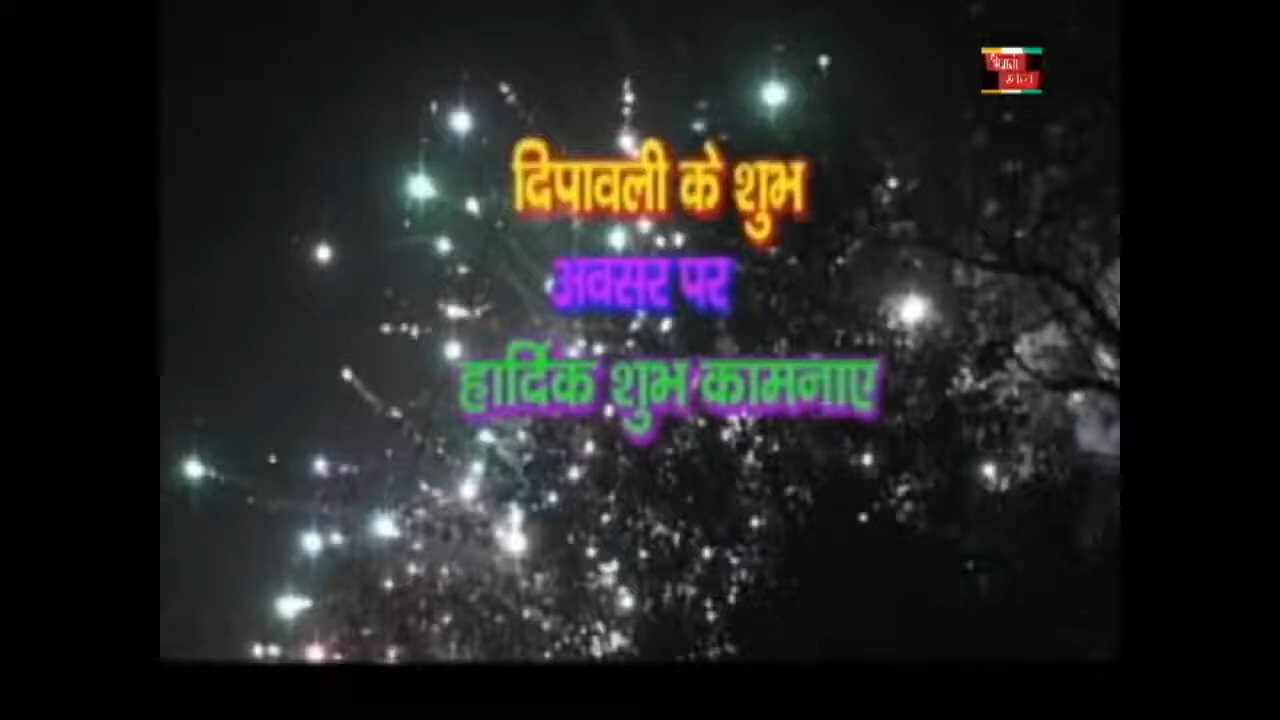 दिपावली के शुभ
अवसर पर
हार्दिक शुभ कामनाए